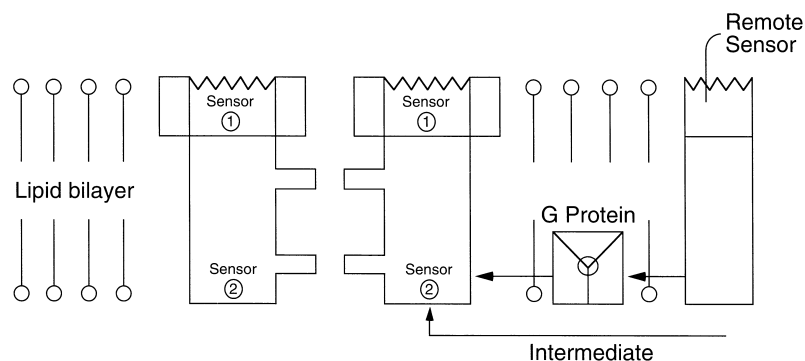 Remote
Sensor
Sensor
①
Sensor
①
Lipid bilayer
G Protein
Sensor
②
Sensor
②
Intermediate